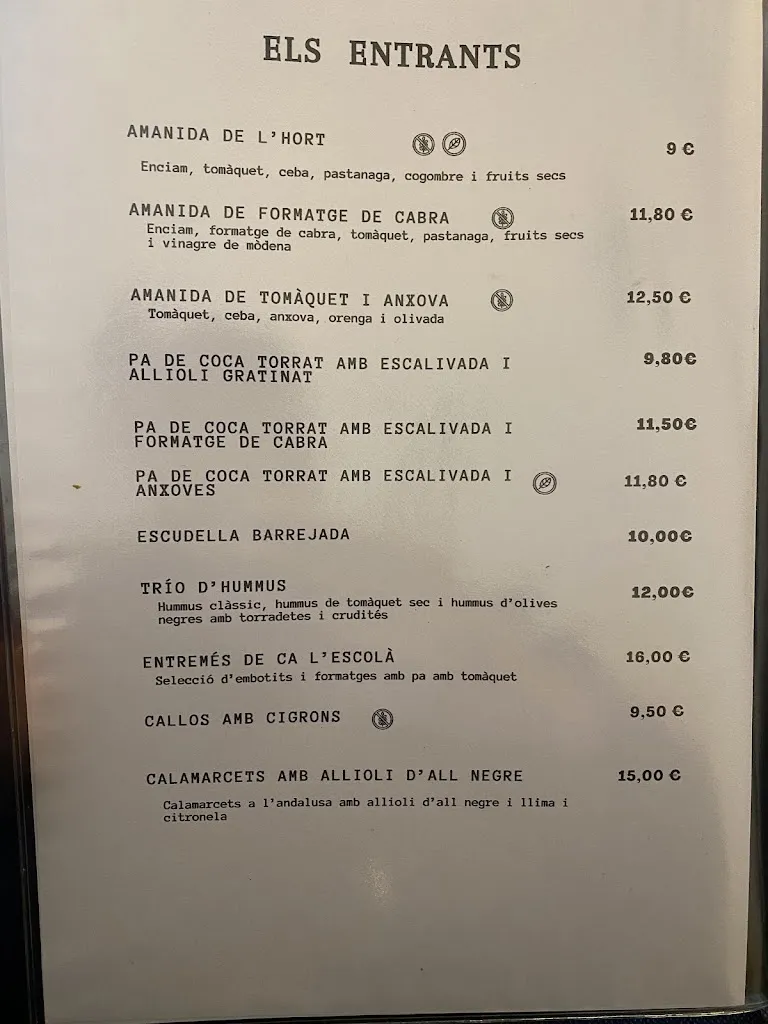 ELS ENTRANTS
AMANIDA DE L'HORT 9 €
Enciam, tomàquet, ceba, pastanaga, cogombre i fruits secs
AMANIDA DE FORMATGE DE CABRA 11,80 €
Enciam, formatge de cabra, tomàquet, pastanaga, fruits secs
i vinagre de mòdena
AMANIDA DE TOMÀQUET I ANXOVA 12,50 €
Tomàquet, ceba, anxova, orenga i olivada
PA DE COCA TORRAT AMB ESCALIVADA I 9,80€
ALLIOLI GRATINAT
PA DE COCA TORRAT AMB ESCALIVADA I 11,50€
FORMATGE DE CABRA
PA DE COCA TORRAT AMB ESCALIVADA I 11,80 €
ANXOVES
ESCUDELLA BARREJADA 10,00€
TRÍO D'HUMMUS 12,00€
Hummus clàssic, hummus de tomàquet sec i hummus d'olives
negres amb torradetes i crudités
ENTREMÉS DE CA L'ESCOLÀ 16,00 €
Selecció d'embotits i formatges amb pa amb tomàquet
CALLOS AMB CIGRONS 9,50 €
CALAMARCETS AMB ALLIOLI D'ALL NEGRE 15,00 €
Calamarcets a l'andalusa amb allioli d'all negre i llima i
citronela